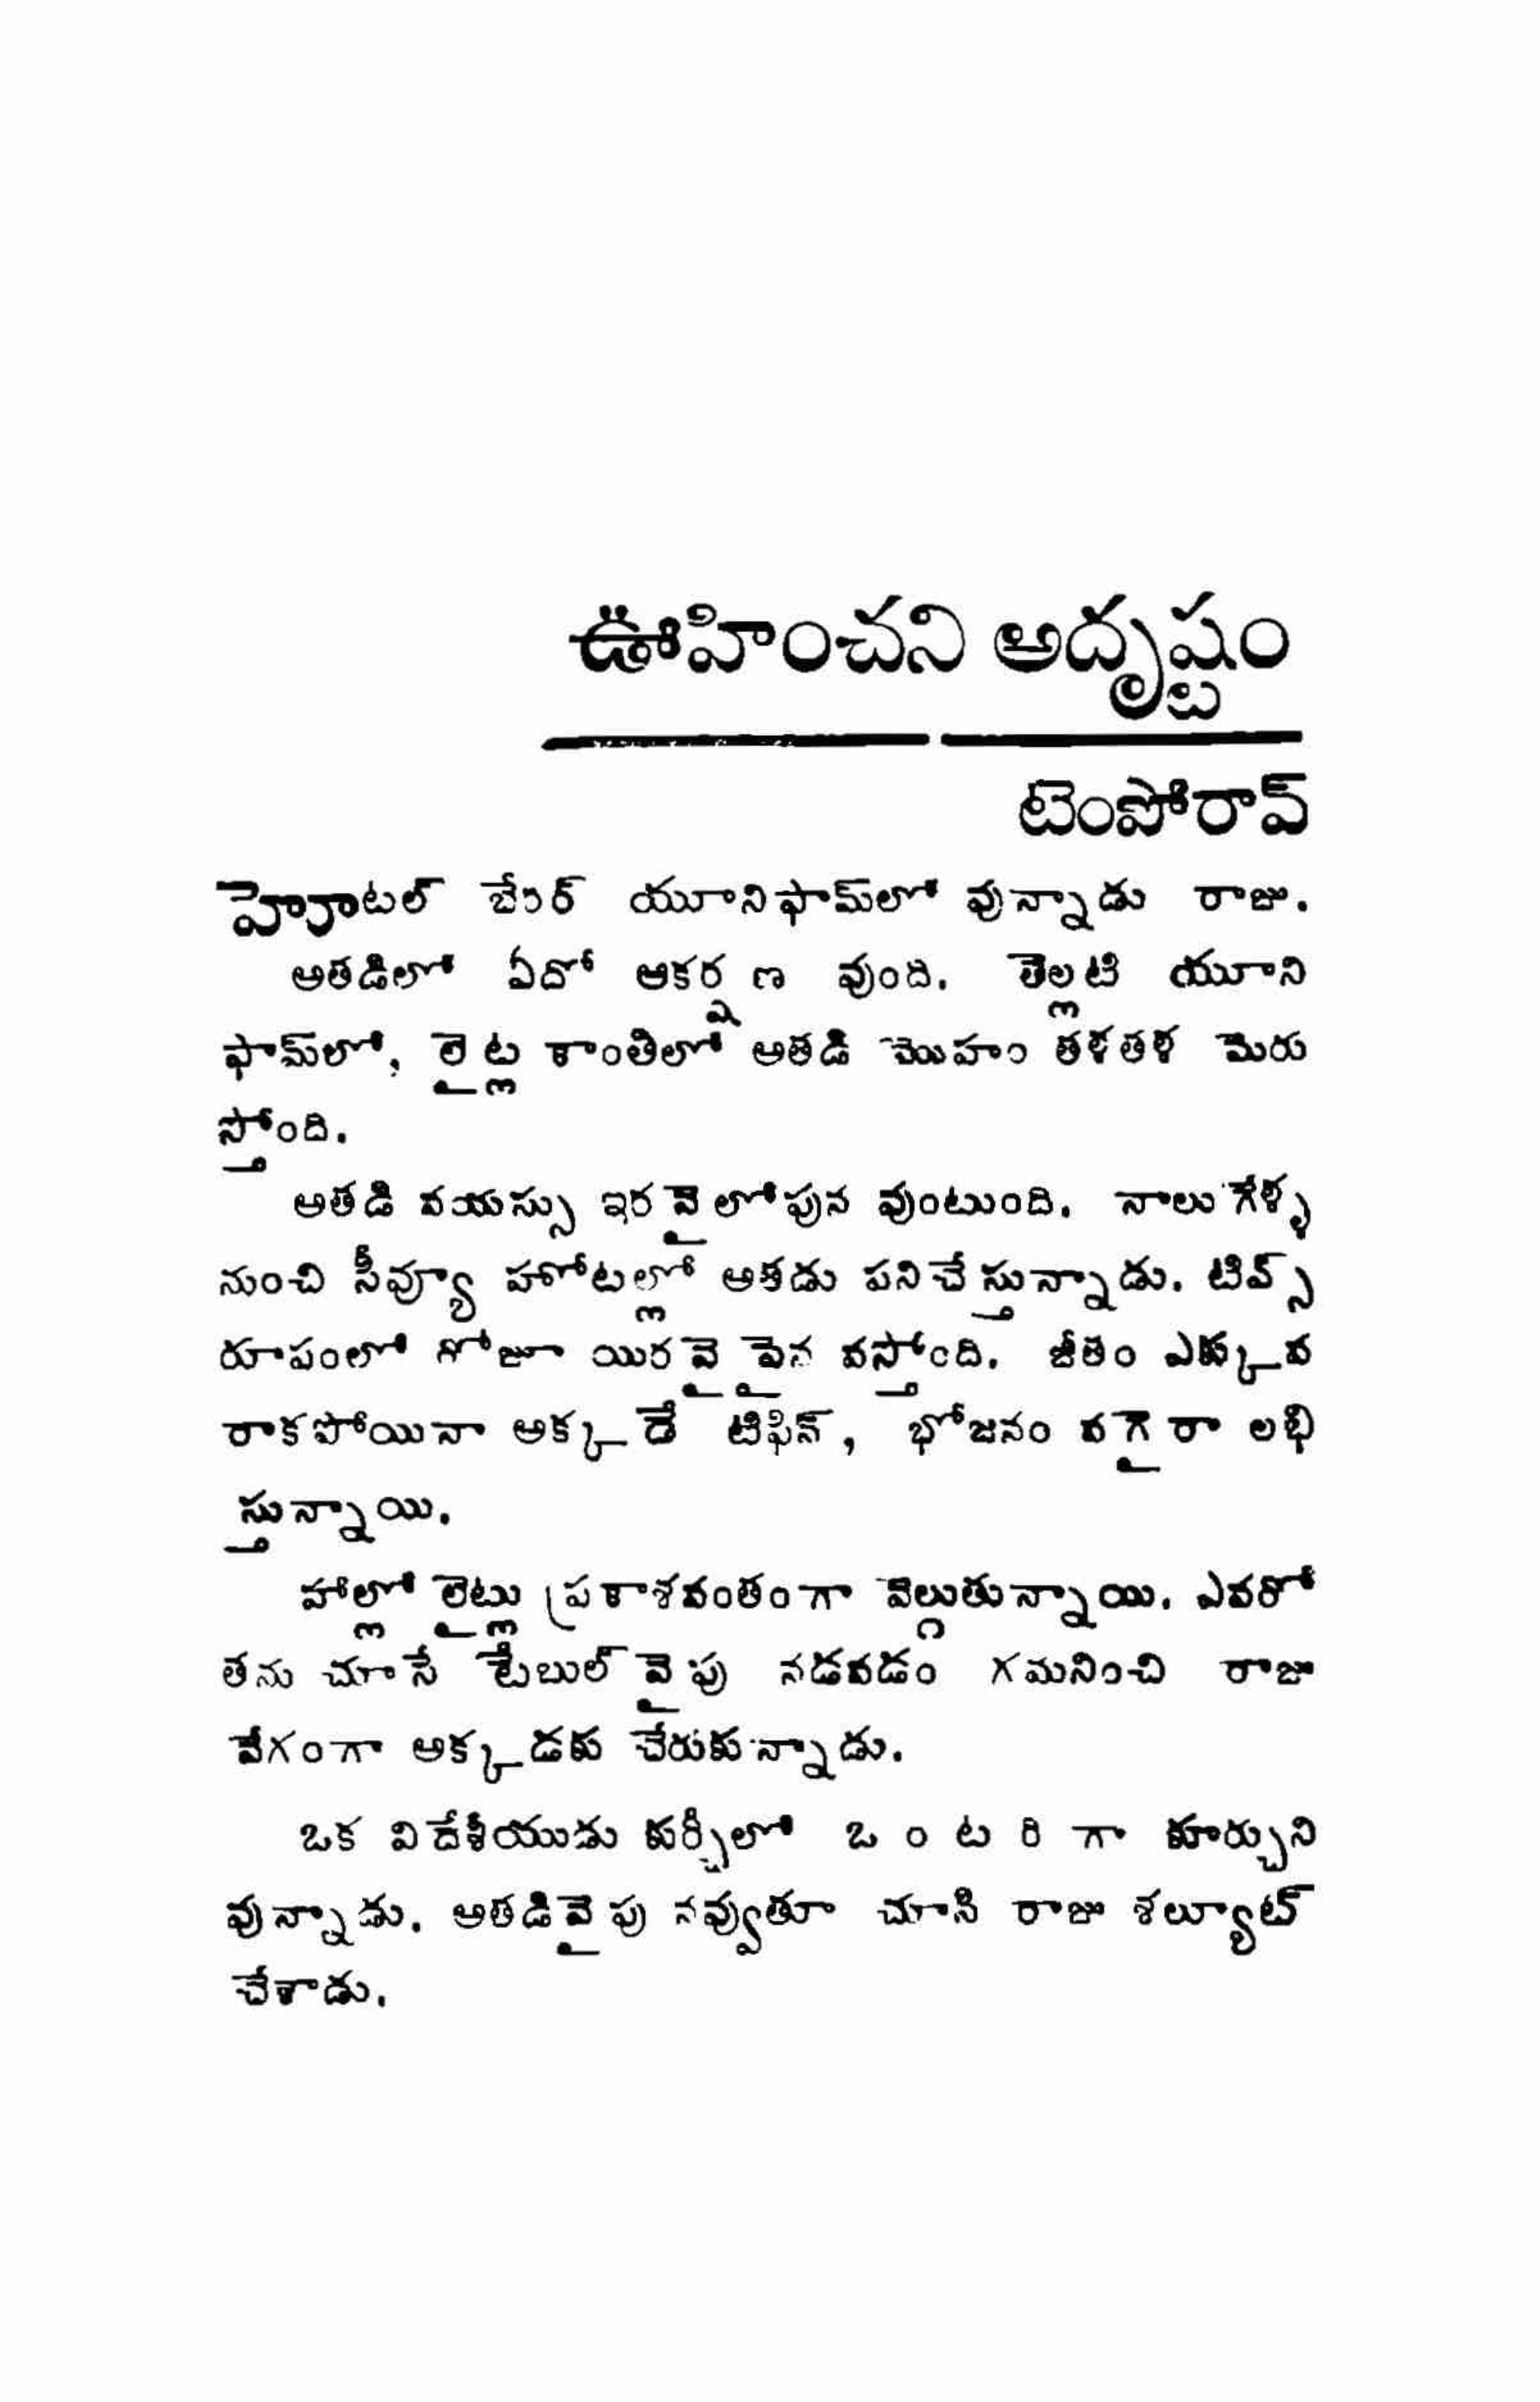 ఊహించని అదృష్టం
టెంపోరావ్
హెూటల్ బేరర్ యూనిఫామ్‌లో వున్నాడు రాజు.
అతడిలో ఏదో ఆకర్షణ వుంది. తెల్లటి యూని
ఫామ్‌లో, లైట్ల కాంతిలో అతడి మొహం తళతళ మెరు
స్తోంది.
అతడి వయస్సు ఇరవైలోపున వుంటుంది. నాలుగేళ్ళ
నుంచి సీవ్యూ హోటల్లో అతడు పనిచేస్తున్నాడు. టిప్స్
రూపంలో రోజూ యిరవై పైన వస్తోంది. జీతం ఎక్కువ
రాకపోయినా అక్కడే టిఫిన్, భోజనం వగైరా లభి
స్తున్నాయి.
హాల్లో లైట్లు ప్రకాశవంతంగా వెల్గుతున్నాయి. ఎవరో
తను చూసే టేబుల్ వైపు నడవడం గమనించి రాజు
వేగంగా అక్కడకు చేరుకున్నాడు.
ఒక విదేశీయుడు కుర్చీలో ఒంటరిగా కూర్చుని
వున్నాడు. అతడివైపు నవ్వుతూ చూసి రాజు శల్యూట్
చేశాడు.